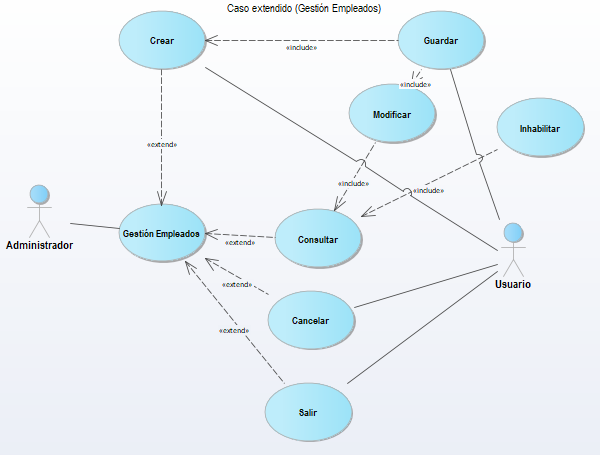 Caso extendido (Gestión Empleados)
Crear
Guardar
«include»
«include»
Modificar
Inhabilitar
«extend»
«include»
«include»
Administrador
Gestión Empleados
«extend»
Consultar
Usuario
«extend»
Cancelar
«extend»
Salir